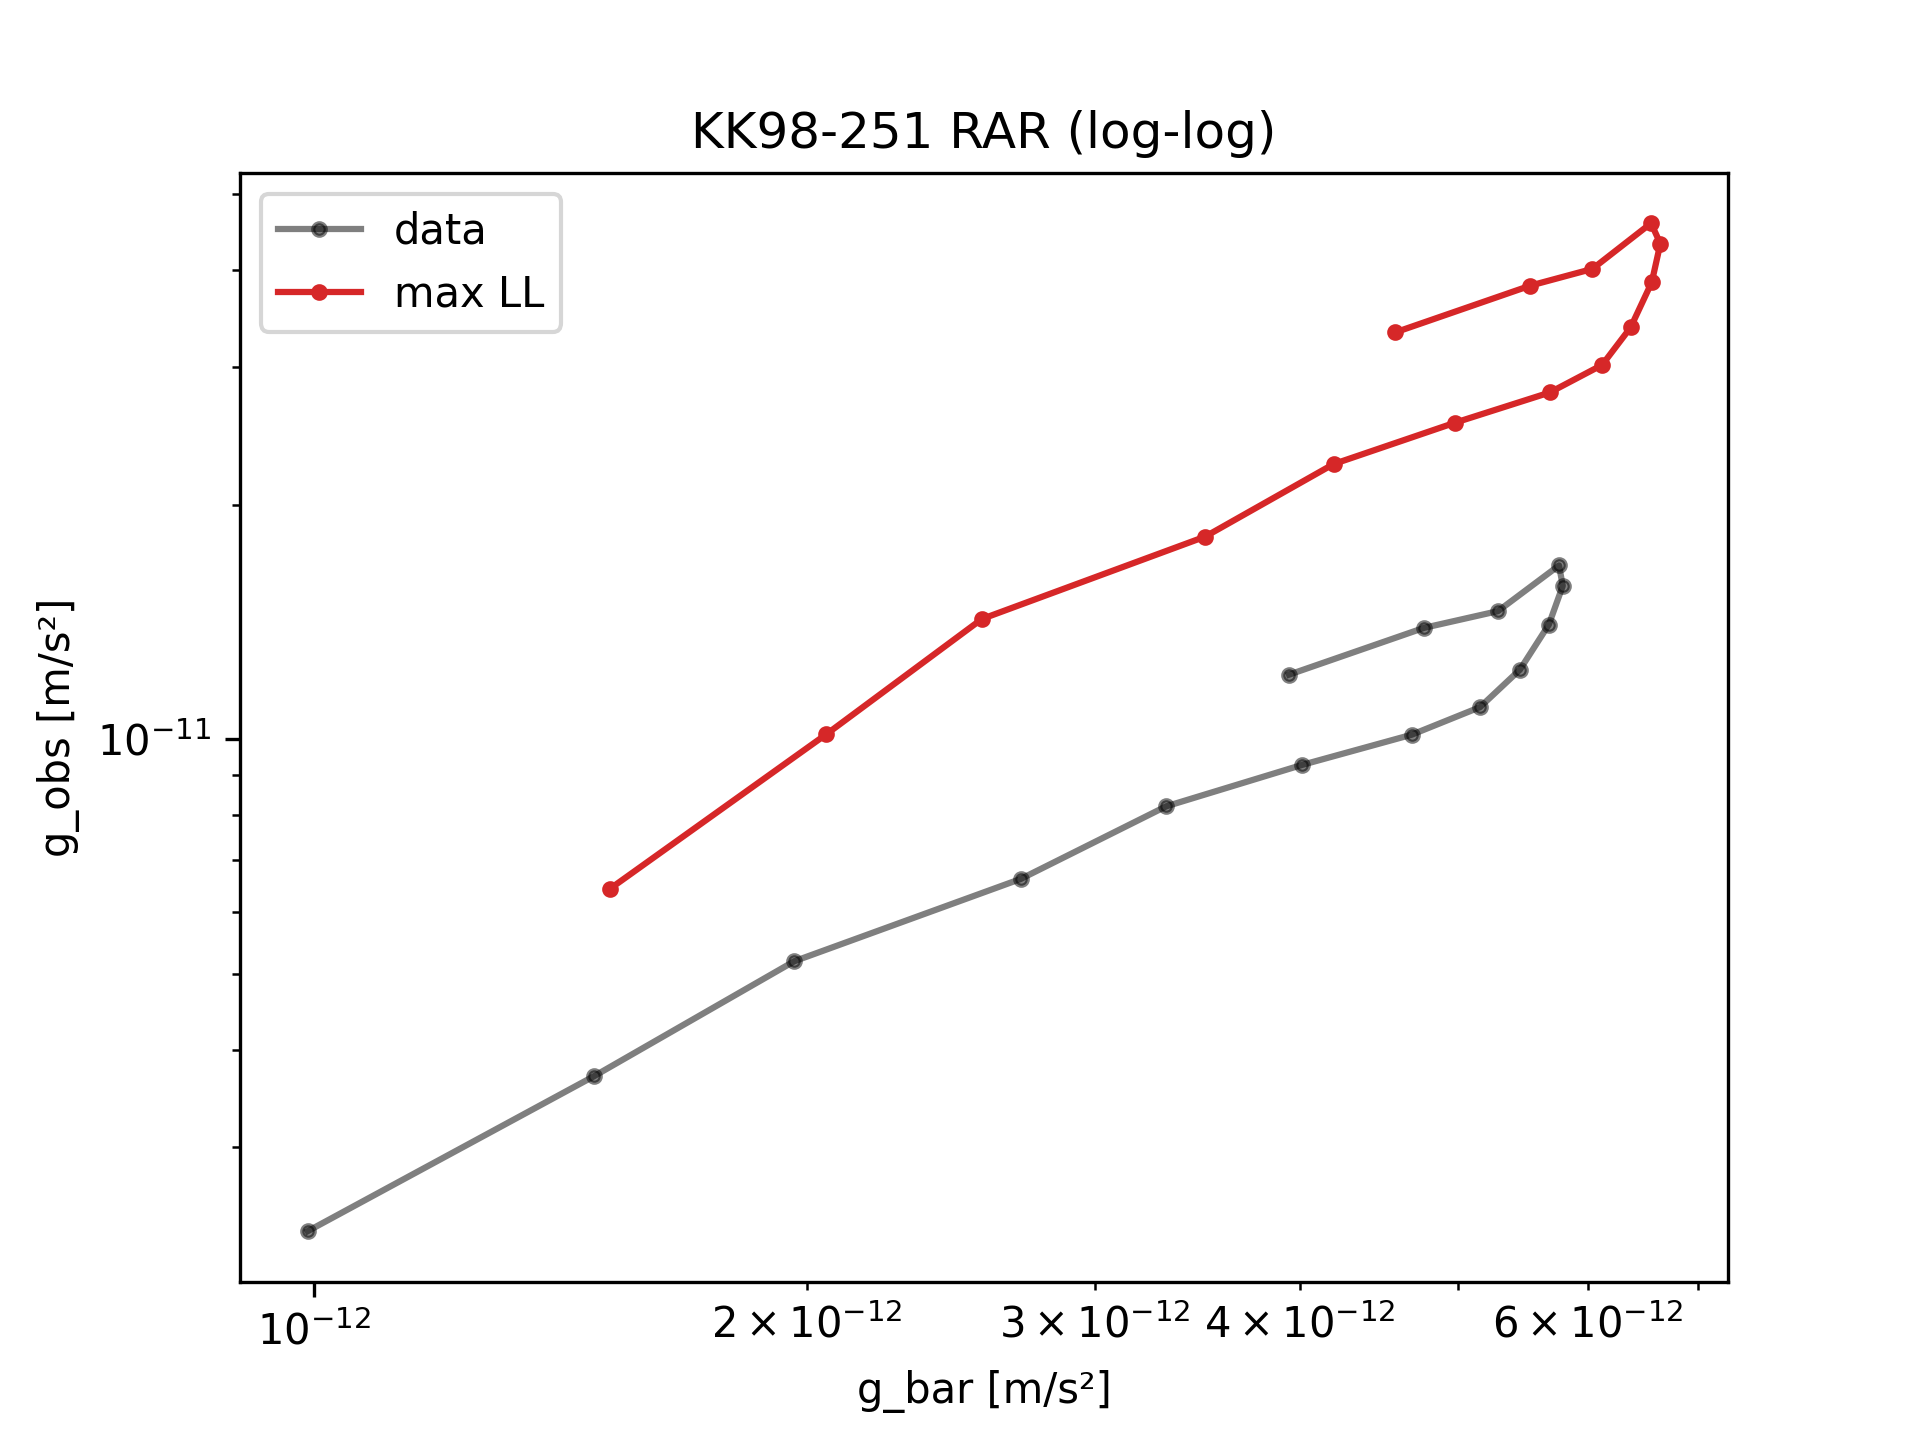 KK98-251 RAR (log-log)
data
max LL
g_obs [m/s²]
10⁻¹¹
10⁻¹²
2 × 10⁻¹²
3 × 10⁻¹²
4 × 10⁻¹²
6 × 10⁻¹²
g_bar [m/s²]